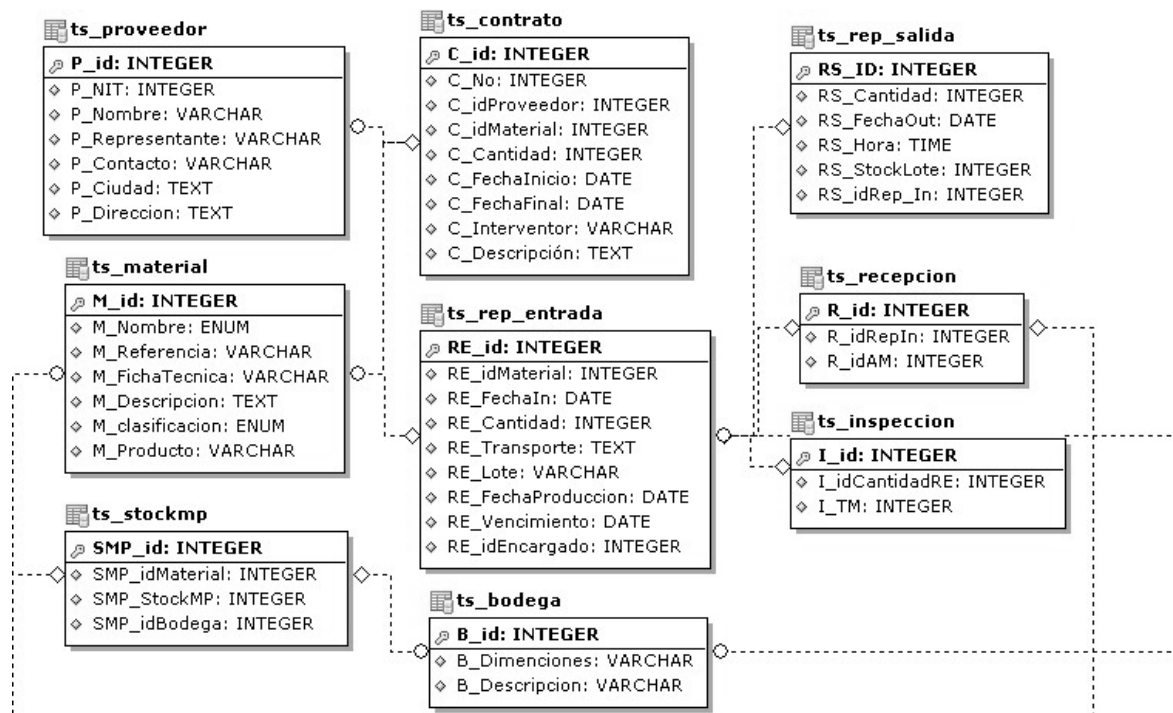 ts_proveedor
P_id: INTEGER
P_NIT: INTEGER
P_Nombre: VARCHAR
P_Representante: VARCHAR
P_Contacto: VARCHAR
P_Ciudad: TEXT
P_Direccion: TEXT
ts_contrato
C_id: INTEGER
C_No: INTEGER
C_idProveedor: INTEGER
C_idMaterial: INTEGER
C_Cantidad: INTEGER
C_FechaInicio: DATE
C_FechaFinal: DATE
C_Interventor: VARCHAR
C_Descripción: TEXT
ts_rep_salida
RS_ID: INTEGER
RS_Cantidad: INTEGER
RS_FechaOut: DATE
RS_Hora: TIME
RS_StockLote: INTEGER
RS_idRep_In: INTEGER
ts_material
M_id: INTEGER
M_Nombre: ENUM
M_Referencia: VARCHAR
M_FichaTecnica: VARCHAR
M_Descripcion: TEXT
M_clasificacion: ENUM
M_Producto: VARCHAR
ts_rep_entrada
RE_id: INTEGER
RE_idMaterial: INTEGER
RE_FechaIn: DATE
RE_Cantidad: INTEGER
RE_Transporte: TEXT
RE_Lote: VARCHAR
RE_FechaProduccion: DATE
RE_Vencimiento: DATE
RE_idEncargado: INTEGER
ts_recepcion
R_id: INTEGER
R_idRepIn: INTEGER
R_idAM: INTEGER
ts_inspeccion
I_id: INTEGER
I_idCantidadRE: INTEGER
I_TM: INTEGER
ts_stockmp
SMP_id: INTEGER
SMP_idMaterial: INTEGER
SMP_StockMP: INTEGER
SMP_idBodega: INTEGER
ts_bodega
B_id: INTEGER
B_Dimenciones: VARCHAR
B_Descripcion: VARCHAR